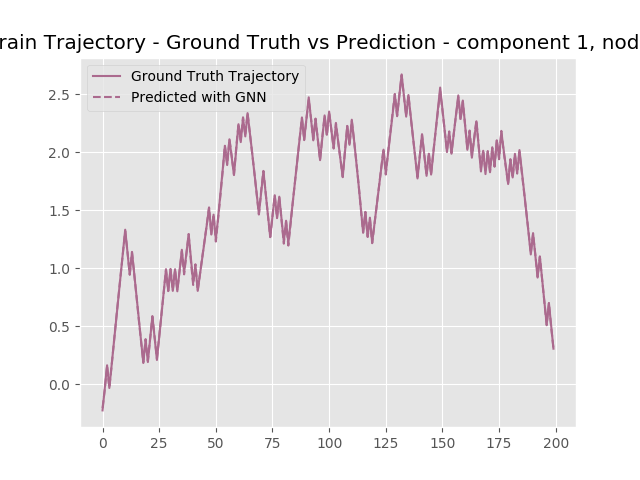 rain Trajectory - Ground Truth vs Prediction - component 1, nod
Ground Truth Trajectory
Predicted with GNN
2.5
2.0
1.5
1.0
0.5
0.0
0 25 50 75 100 125 150 175 200